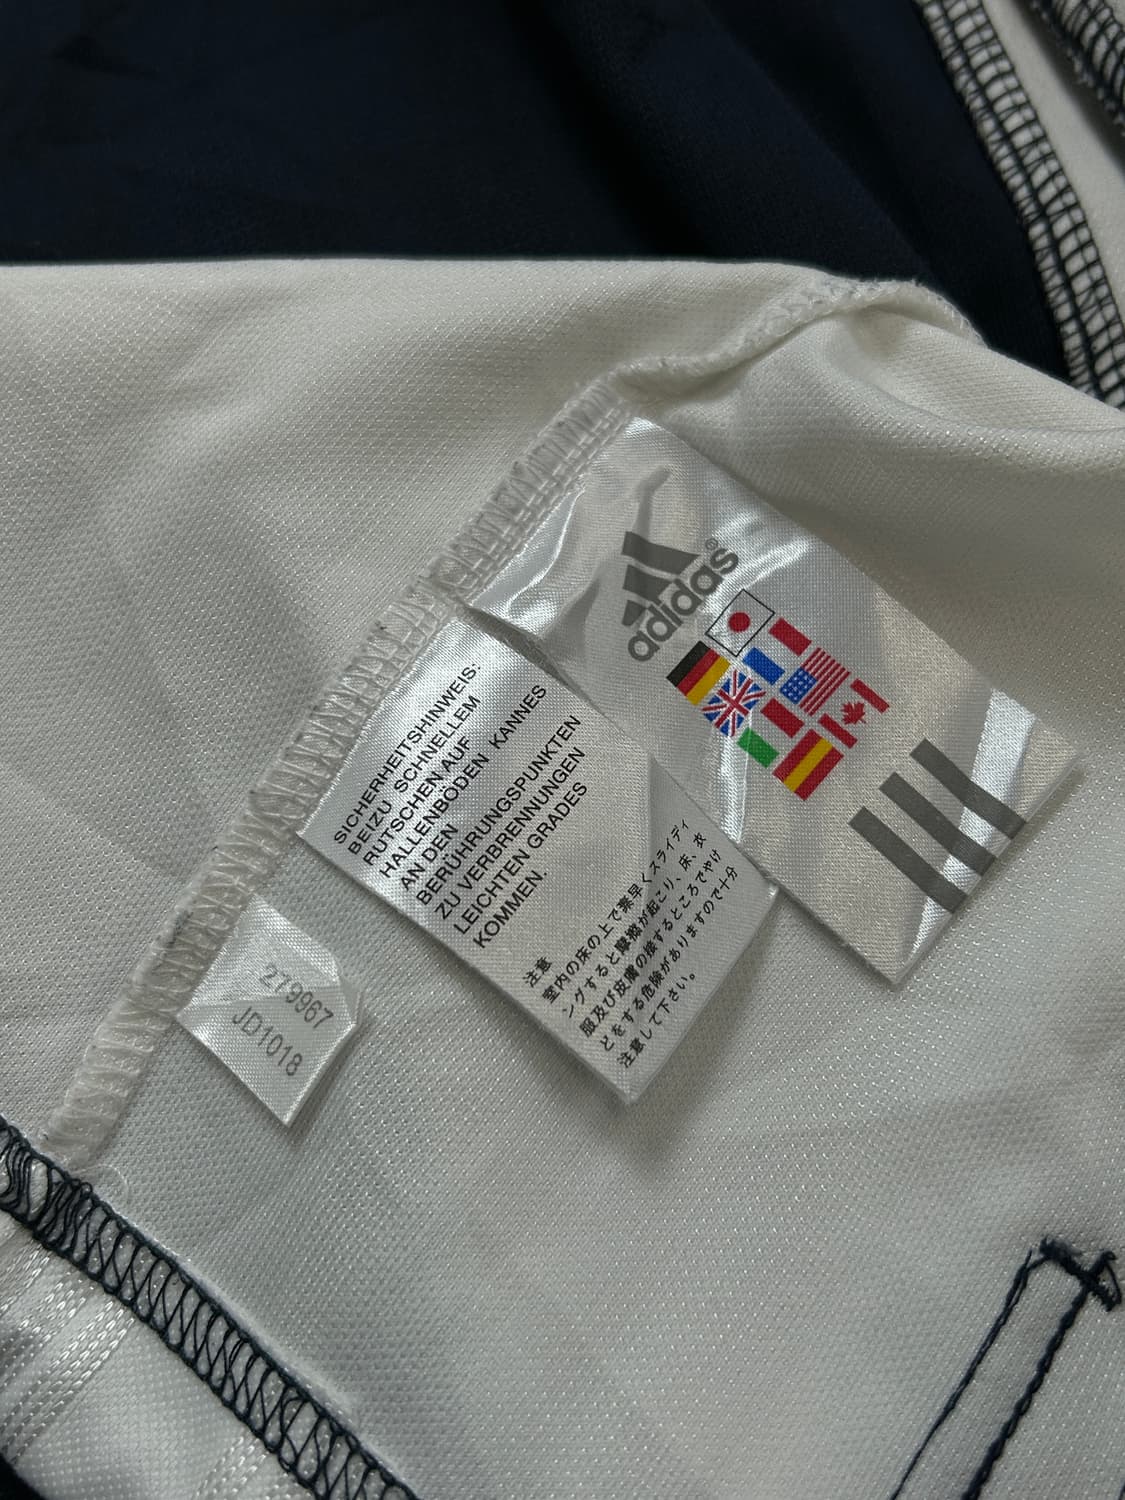 adidas®
SICHERHEITSHINWEIS:
BEIZU SCHNELLEM
RUTSCHEN AUF
HALLENBODEN KANNES
AN DEN
BERÜHRUNGSPUNKTEN
ZU VERBRENNUNGEN
LEICHTEN GRADES
KOMMEN.
注意
室内の床の上で素早くスライディ
ングすると摩擦が起こり、床、衣
服及び皮膚の接するところでやけ
どをする危険がありますので十分
注意して下さい。
279967
JD1018